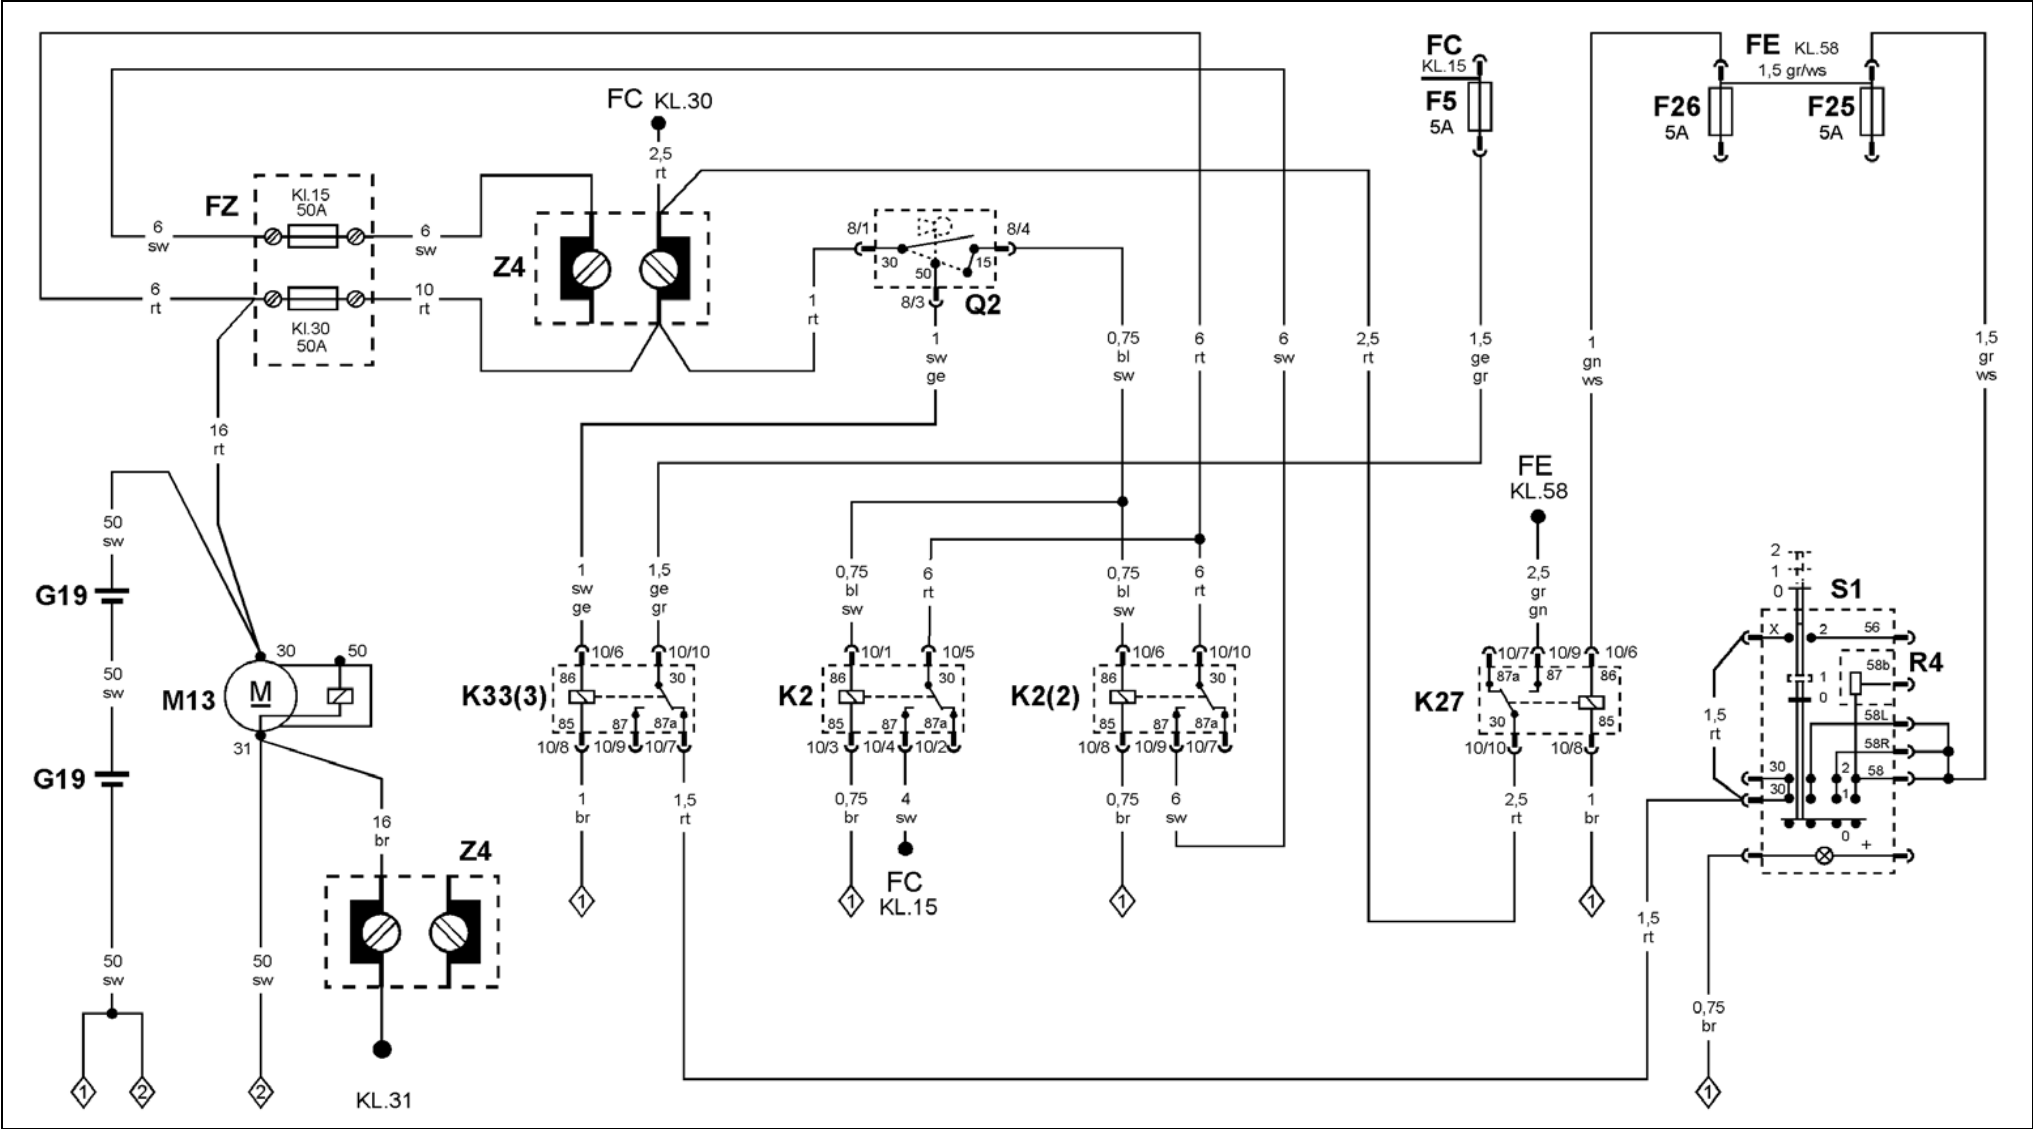 FC KL.30
2,5
rt
FC
KL.15
F5
5A
FE KL.58
1,5 gr/ws
F26
5A
F25
5A
FZ
Kl.15
50A
6
sw
6
sw
6
rt
10
rt
Kl.30
50A
Z4
8/1
8/4
30
50
15
8/3
Q2
1
rt
1
sw
ge
0,75
bl
sw
6
rt
6
sw
2,5
rt
1,5
ge
gr
1
gn
ws
1,5
gr
ws
16
rt
50
sw
G19
50
sw
G19
50
sw
M13
M
30
50
31
16
br
50
sw
Z4
KL.31
1
2
2
1
sw
ge
1,5
ge
gr
10/6
10/10
K33(3)
86
30
85
87
87a
10/8
10/9
10/7
1
br
1,5
rt
1
0,75
bl
sw
6
rt
10/1
10/5
K2
86
30
85
87
87a
10/3
10/4
10/2
0,75
br
4
sw
FC
KL.15
1
0,75
bl
sw
6
rt
10/6
10/10
K2(2)
86
30
85
87
87a
10/8
10/9
10/7
0,75
br
6
sw
1
FE
KL.58
2,5
gr
gn
10/7
10/9
10/6
K27
87a
87
86
30
85
10/10
10/8
2,5
rt
1
br
1
2
1
0
S1
X
2
56
R4
58b
1
0
58L
58R
30
2
58
30
1
0
+
1,5
rt
1,5
rt
0,75
br
1